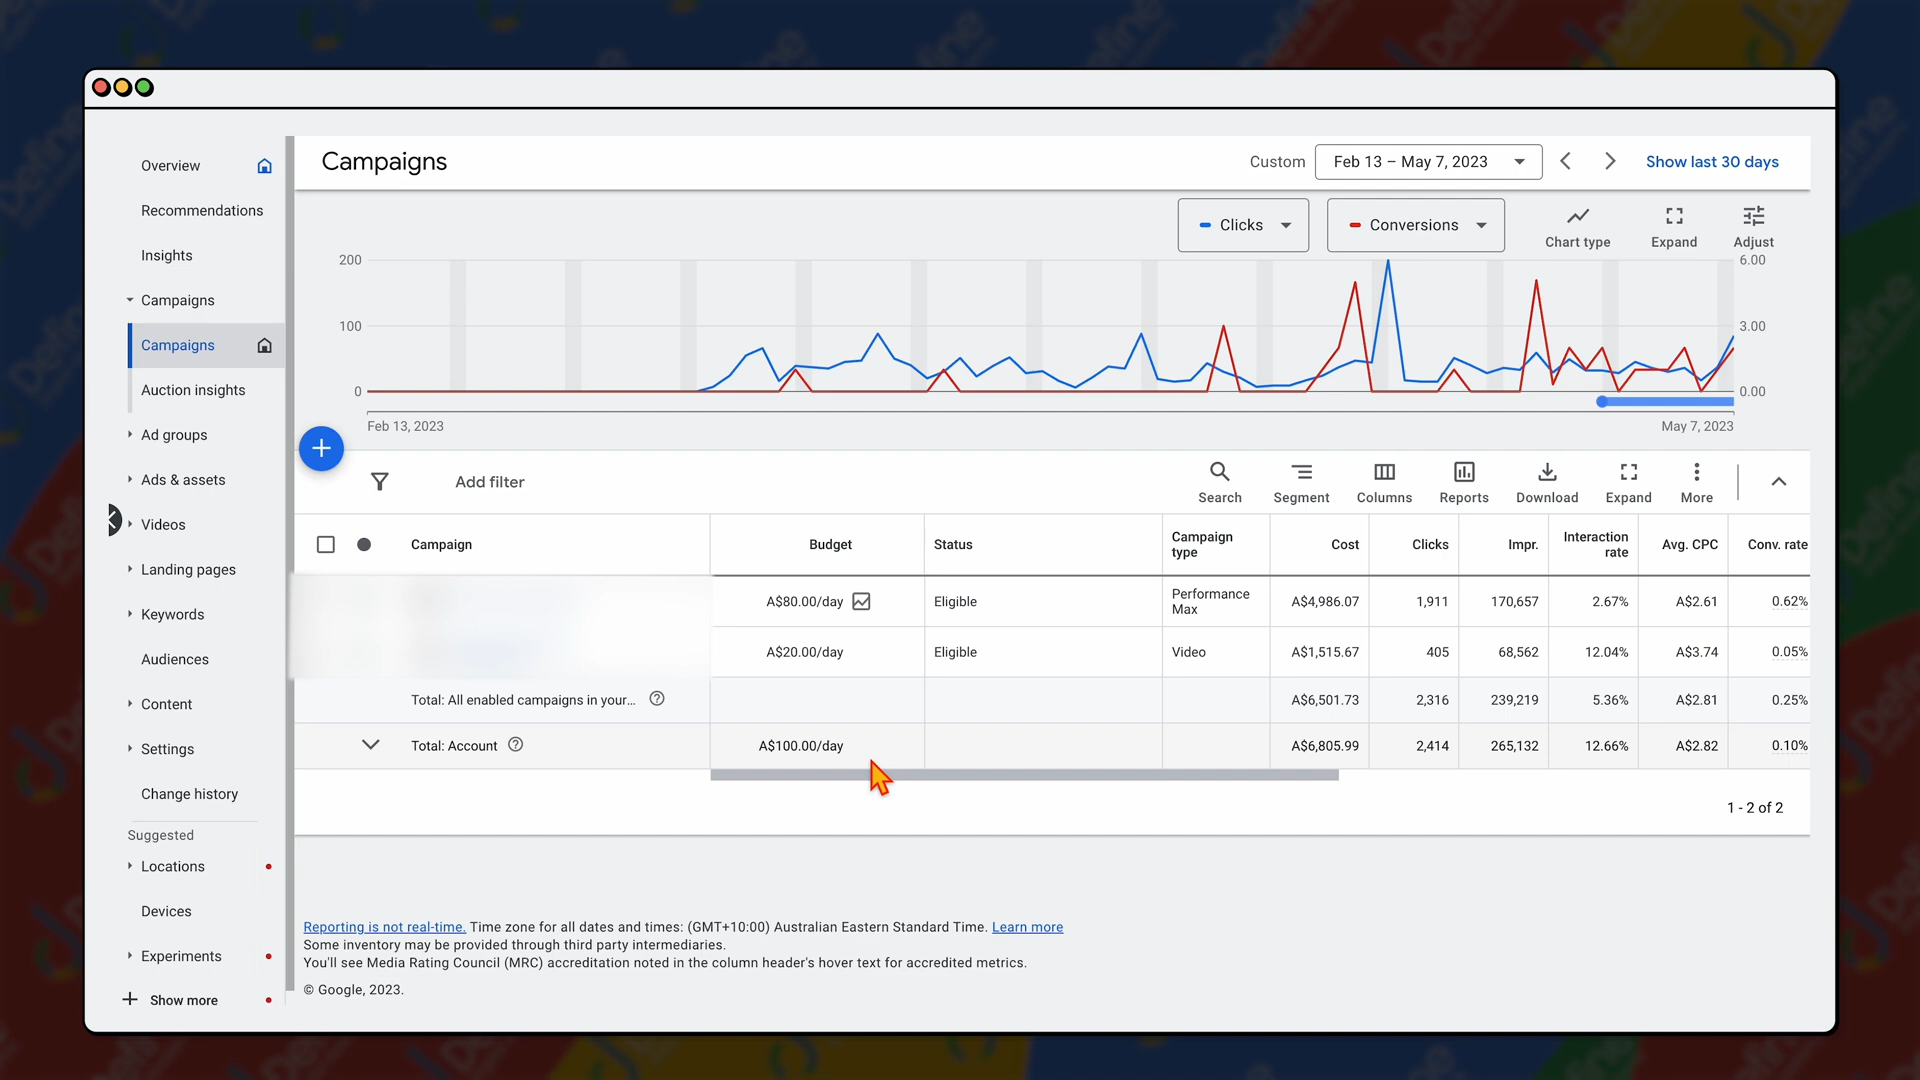 Overview
Recommendations
Insights
Campaigns
Campaigns
Auction insights
Ad groups
Ads & assets
Videos
Landing pages
Keywords
Audiences
Content
Settings
Change history
Suggested
Locations
Devices
Experiments
Show more
Campaigns
Custom
Feb 13 – May 7, 2023
Show last 30 days
Clicks
Conversions
Chart type
Expand
Adjust
200
6.00
100
3.00
0
0.00
Feb 13, 2023
May 7, 2023
Add filter
Search
Segment
Columns
Reports
Download
Expand
More
Campaign
Budget
Status
Campaign type
Cost
Clicks
Impr.
Interaction rate
Avg. CPC
Conv. rate
A$80.00/day
Eligible
Performance Max
A$4,986.07
1,911
170,657
2.67%
A$2.61
0.62%
A$20.00/day
Eligible
Video
A$1,515.67
405
68,562
12.04%
A$3.74
0.05%
Total: All enabled campaigns in your...
A$6,501.73
2,316
239,219
5.36%
A$2.81
0.25%
Total: Account
A$100.00/day
A$6,805.99
2,414
265,132
12.66%
A$2.82
0.10%
1 - 2 of 2
Reporting is not real-time. Time zone for all dates and times: (GMT+10:00) Australian Eastern Standard Time. Learn more
Some inventory may be provided through third party intermediaries.
You'll see Media Rating Council (MRC) accreditation noted in the column header's hover text for accredited metrics.
© Google, 2023.